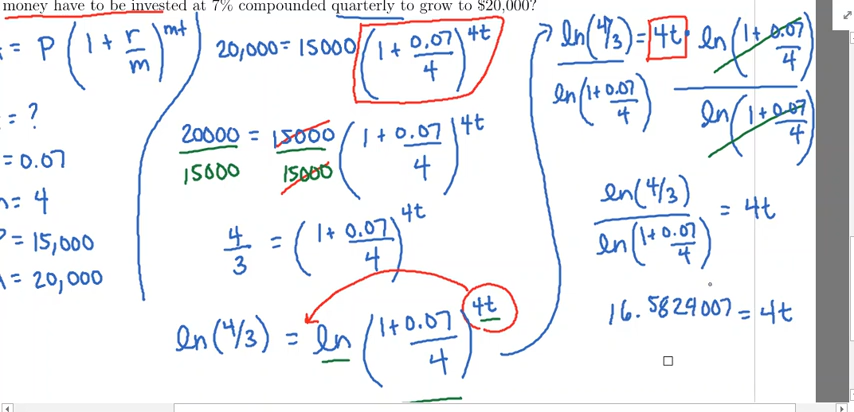 money have to be invested at 7% compounded quarterly to grow to $20,000?
= P (1 + r/m)^mt
= ?
= 0.07
= 4
= 15,000
= 20,000
20,000 = 15000 (1 + 0.07/4)^4t
20000/15000 = 15000/15000 (1 + 0.07/4)^4t
4/3 = (1 + 0.07/4)^4t
ln(4/3) = ln (1 + 0.07/4)^4t
ln(4/3)/ln(1 + 0.07/4) = 4t · ln(1 + 0.07/4)/ln(1 + 0.07/4)
ln(4/3)/ln(1 + 0.07/4) = 4t
16.5824007 = 4t